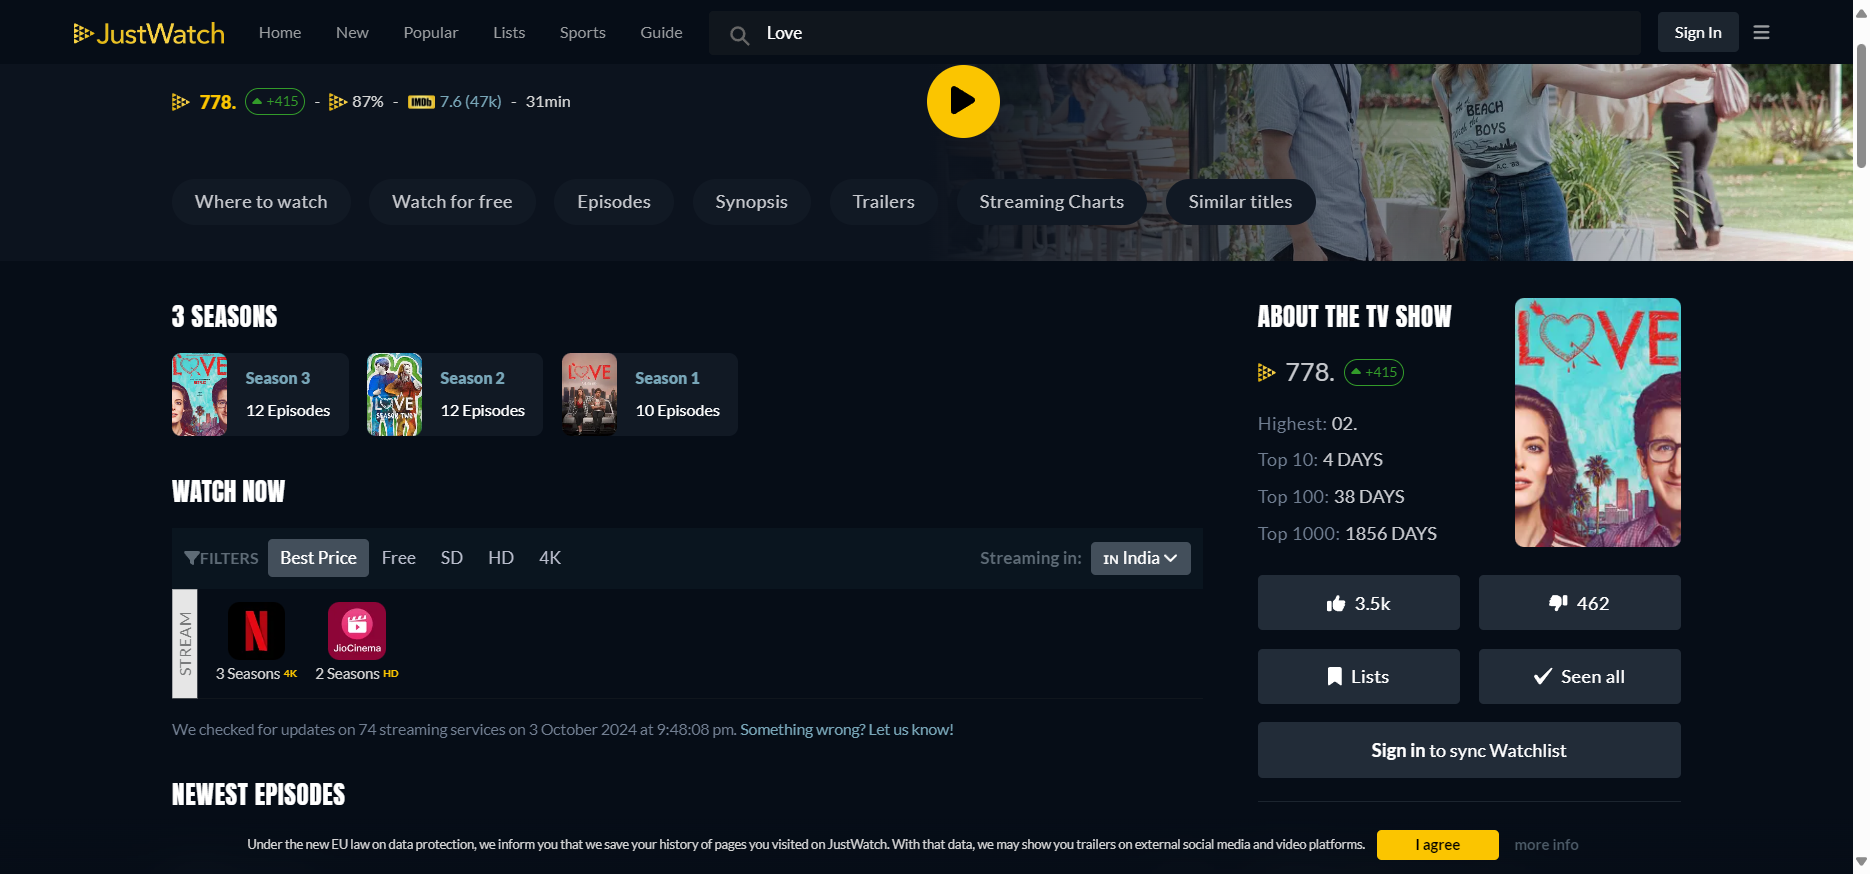 JustWatch
Home
New
Popular
Lists
Sports
Guide
Love
Sign In
778. +415 - 87% - IMDb 7.6 (47k) - 31min
BEACH
BOYS
Where to watch
Watch for free
Episodes
Synopsis
Trailers
Streaming Charts
Similar titles
3 SEASONS
LOVE
Season 3
12 Episodes
LOVE
SEASON TWO
Season 2
12 Episodes
LOVE
Season 1
10 Episodes
WATCH NOW
FILTERS
Best Price
Free
SD
HD
4K
Streaming in:
IN India
STREAM
N
3 Seasons 4K
JioCinema
2 Seasons HD
We checked for updates on 74 streaming services on 3 October 2024 at 9:48:08 pm. Something wrong? Let us know!
NEWEST EPISODES
ABOUT THE TV SHOW
778. +415
Highest: 02.
Top 10: 4 DAYS
Top 100: 38 DAYS
Top 1000: 1856 DAYS
LOVE
3.5k
462
Lists
Seen all
Sign in to sync Watchlist
Under the new EU law on data protection, we inform you that we save your history of pages you visited on JustWatch. With that data, we may show you trailers on external social media and video platforms.
I agree
more info